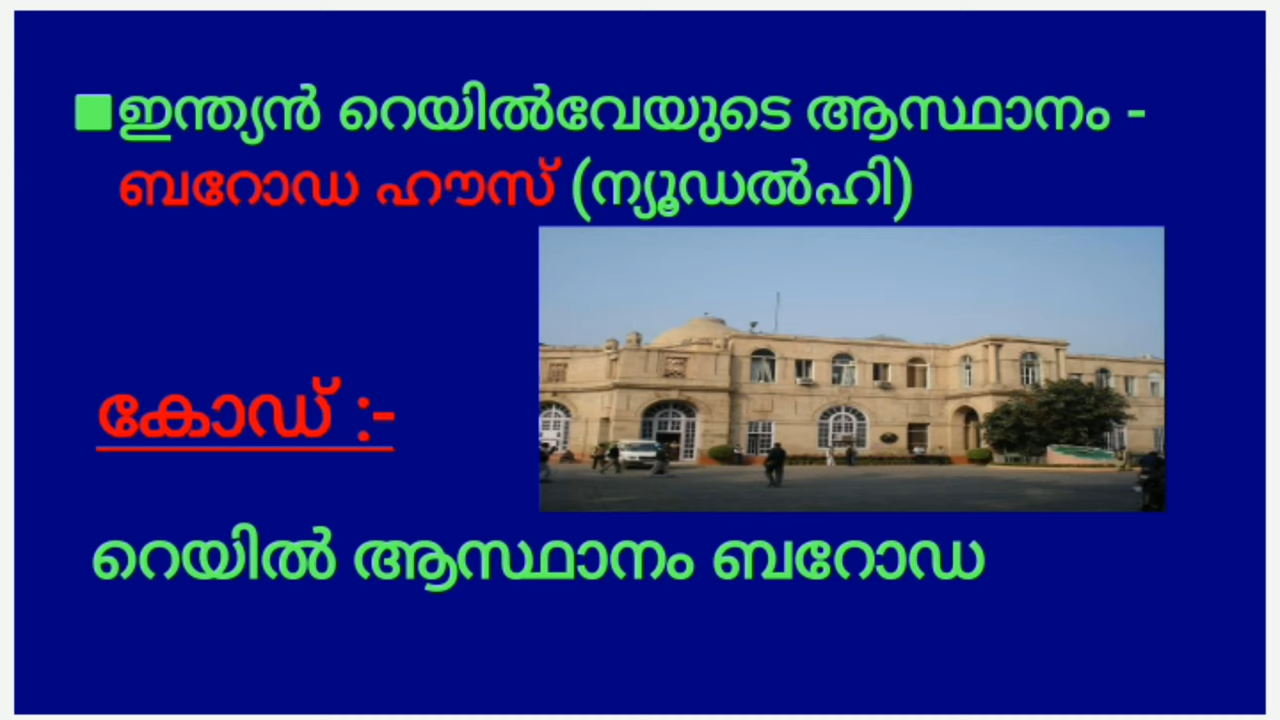 ■ഇന്ത്യൻ റെയിൽവേയുടെ ആസ്ഥാനം -
ബറോഡ ഹൗസ് (ന്യൂഡൽഹി)
കോഡ് :-
റെയിൽ ആസ്ഥാനം ബറോഡ